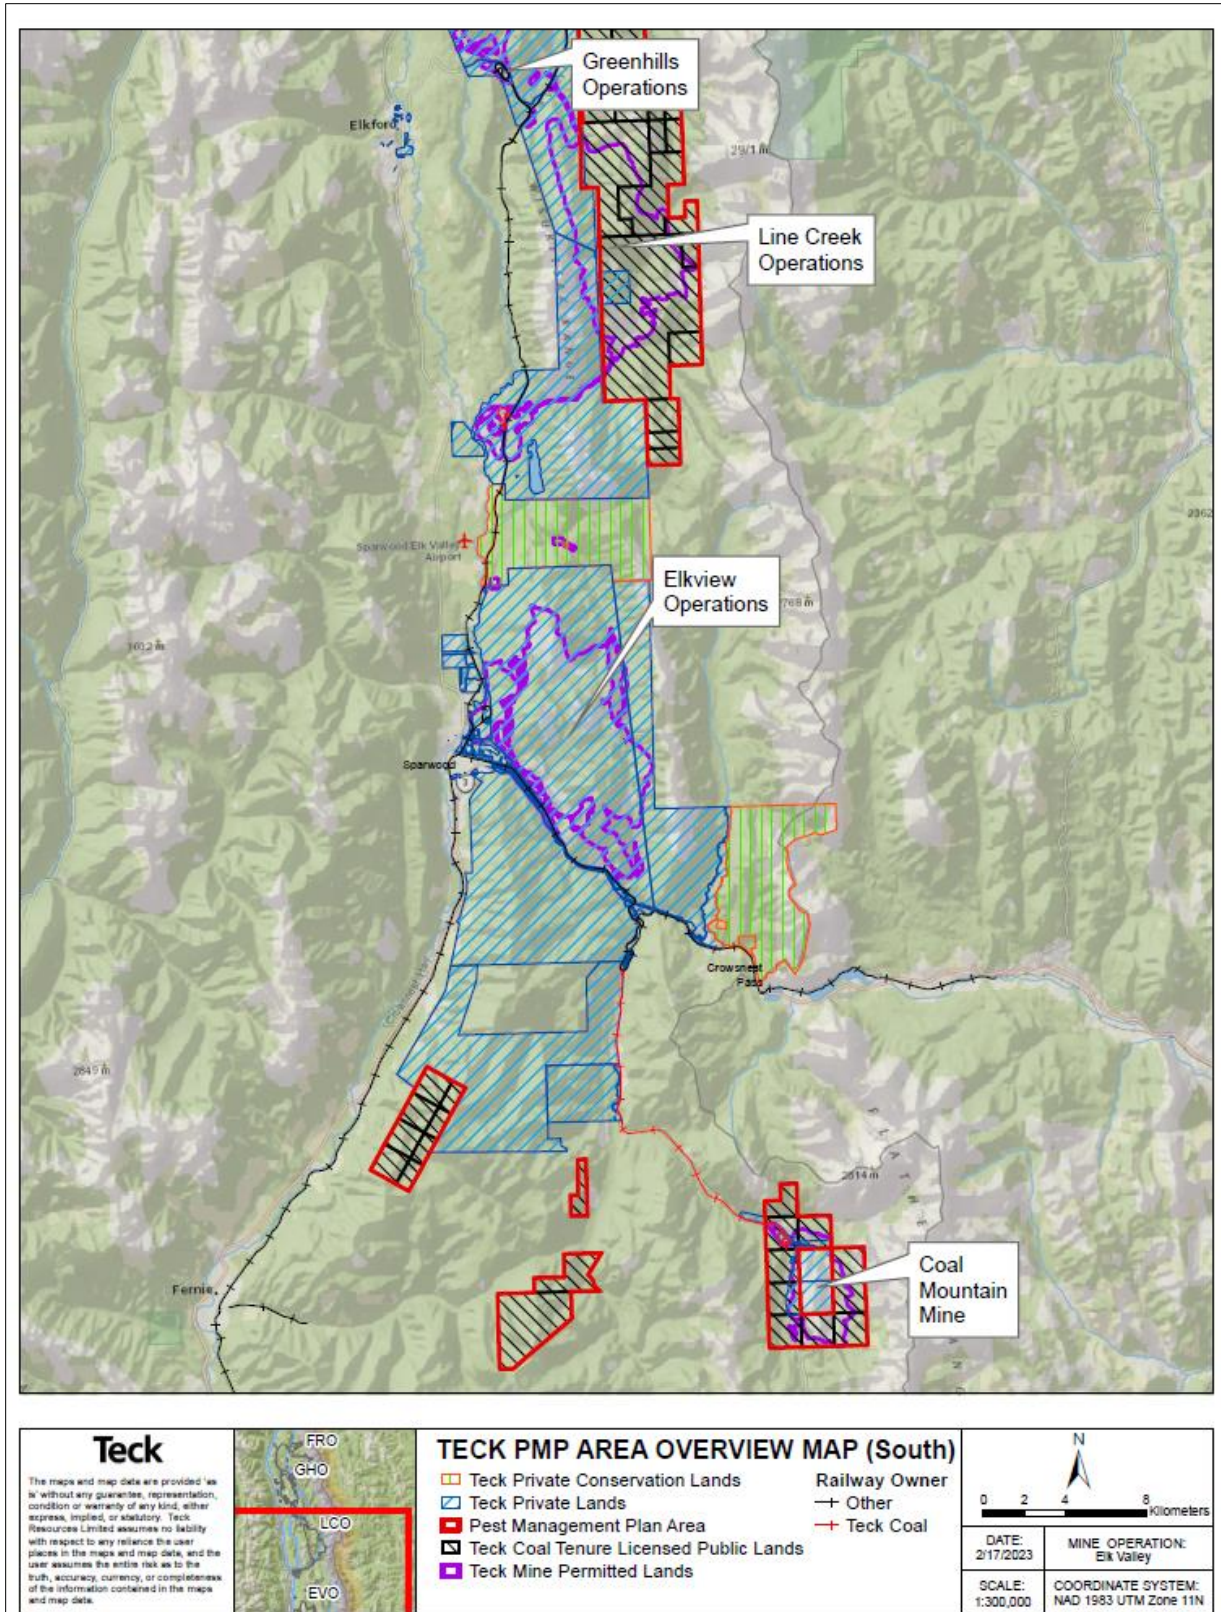 Greenhills
Operations
Elkford
Line Creek
Operations
Sparwood Elk Valley
Airport
Elkview
Operations
Sparwood
3
Crowsnest
Pass
2849 m
2814 m
Coal
Mountain
Mine
Fernie
Teck
The maps and map data are provided 'as
is' without any guarantee, representation,
condition or warranty of any kind, either
express, implied, or statutory. Teck
Resources Limited assumes no liability
with respect to any reliance the user
places in the maps and map data, and the
user assumes the entire risk as to the
truth, accuracy, currency, or completeness
of the information contained in the maps
and map data.
FRO
GHO
LCO
EVO
TECK PMP AREA OVERVIEW MAP (South)
Teck Private Conservation Lands
Teck Private Lands
Pest Management Plan Area
Teck Coal Tenure Licensed Public Lands
Teck Mine Permitted Lands
Railway Owner
Other
Teck Coal
N
0 2 4 8
Kilometers
DATE:
2/17/2023
MINE OPERATION:
Elk Valley
SCALE:
1:300,000
COORDINATE SYSTEM:
NAD 1983 UTM Zone 11N